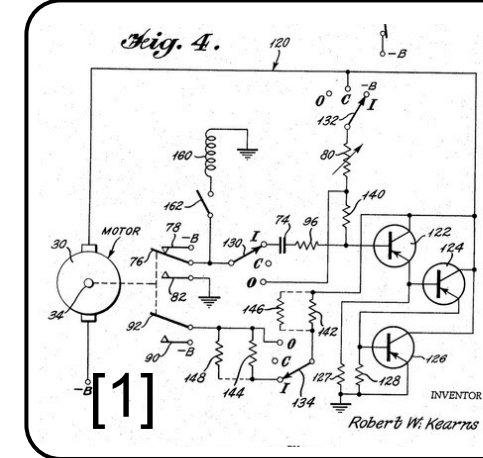 Fig. 4.
120
-B
-B
O C I
132
160
80
162
140
74 96
78 -B
130 I
122
30 MOTOR
76
C
124
82
O
34
146
142
92
O
90 -B
C
148
144
I
134
127
128
126
-B
[1]
INVENTOR
Robert W. Kearns